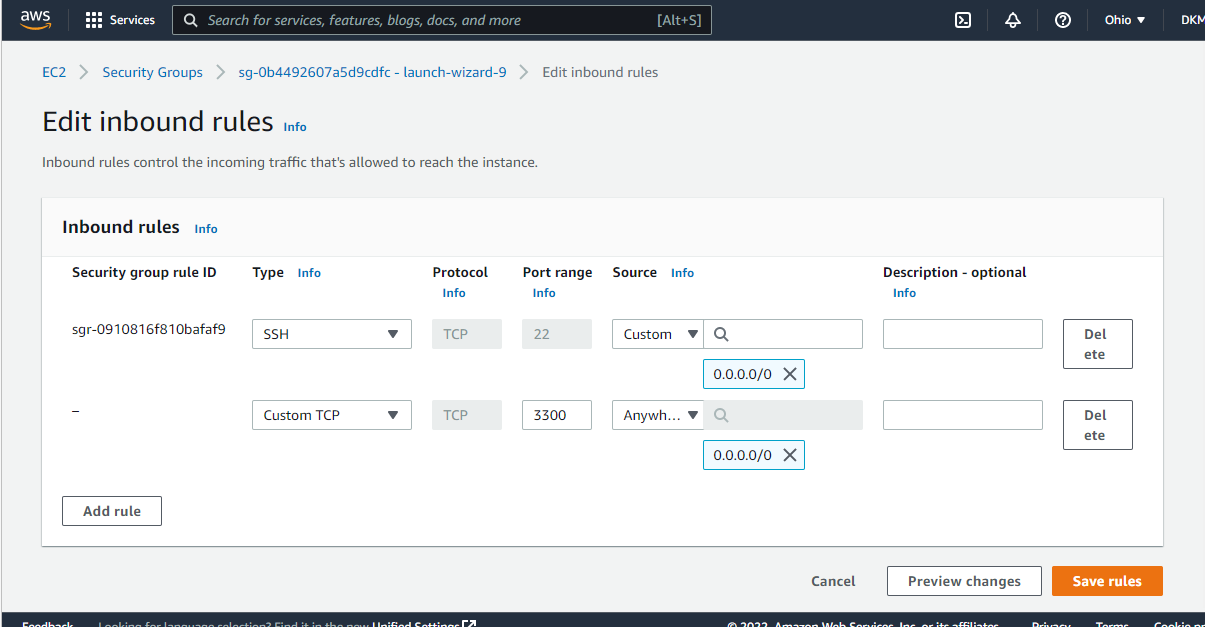 aws Services Search for services, features, blogs, docs, and more [Alt+S] Ohio
EC2 Security Groups sg-0b4492607a5d9cdfc - launch-wizard-9 Edit inbound rules
Edit inbound rules Info
Inbound rules control the incoming traffic that's allowed to reach the instance.
Inbound rules Info
Security group rule ID Type Info Protocol Port range Source Info Description - optional
Info Info Info
sgr-0910816f810bafaf9 SSH TCP 22 Custom Del
ete
0.0.0.0/0
– Custom TCP TCP 3300 Anywh... Del
ete
0.0.0.0/0
Add rule
Cancel Preview changes Save rules
Feedback Looking for language selection? Find it in the new Unified Settings © 2022, Amazon Web Services, Inc. or its affiliates. Privacy Terms Cookie